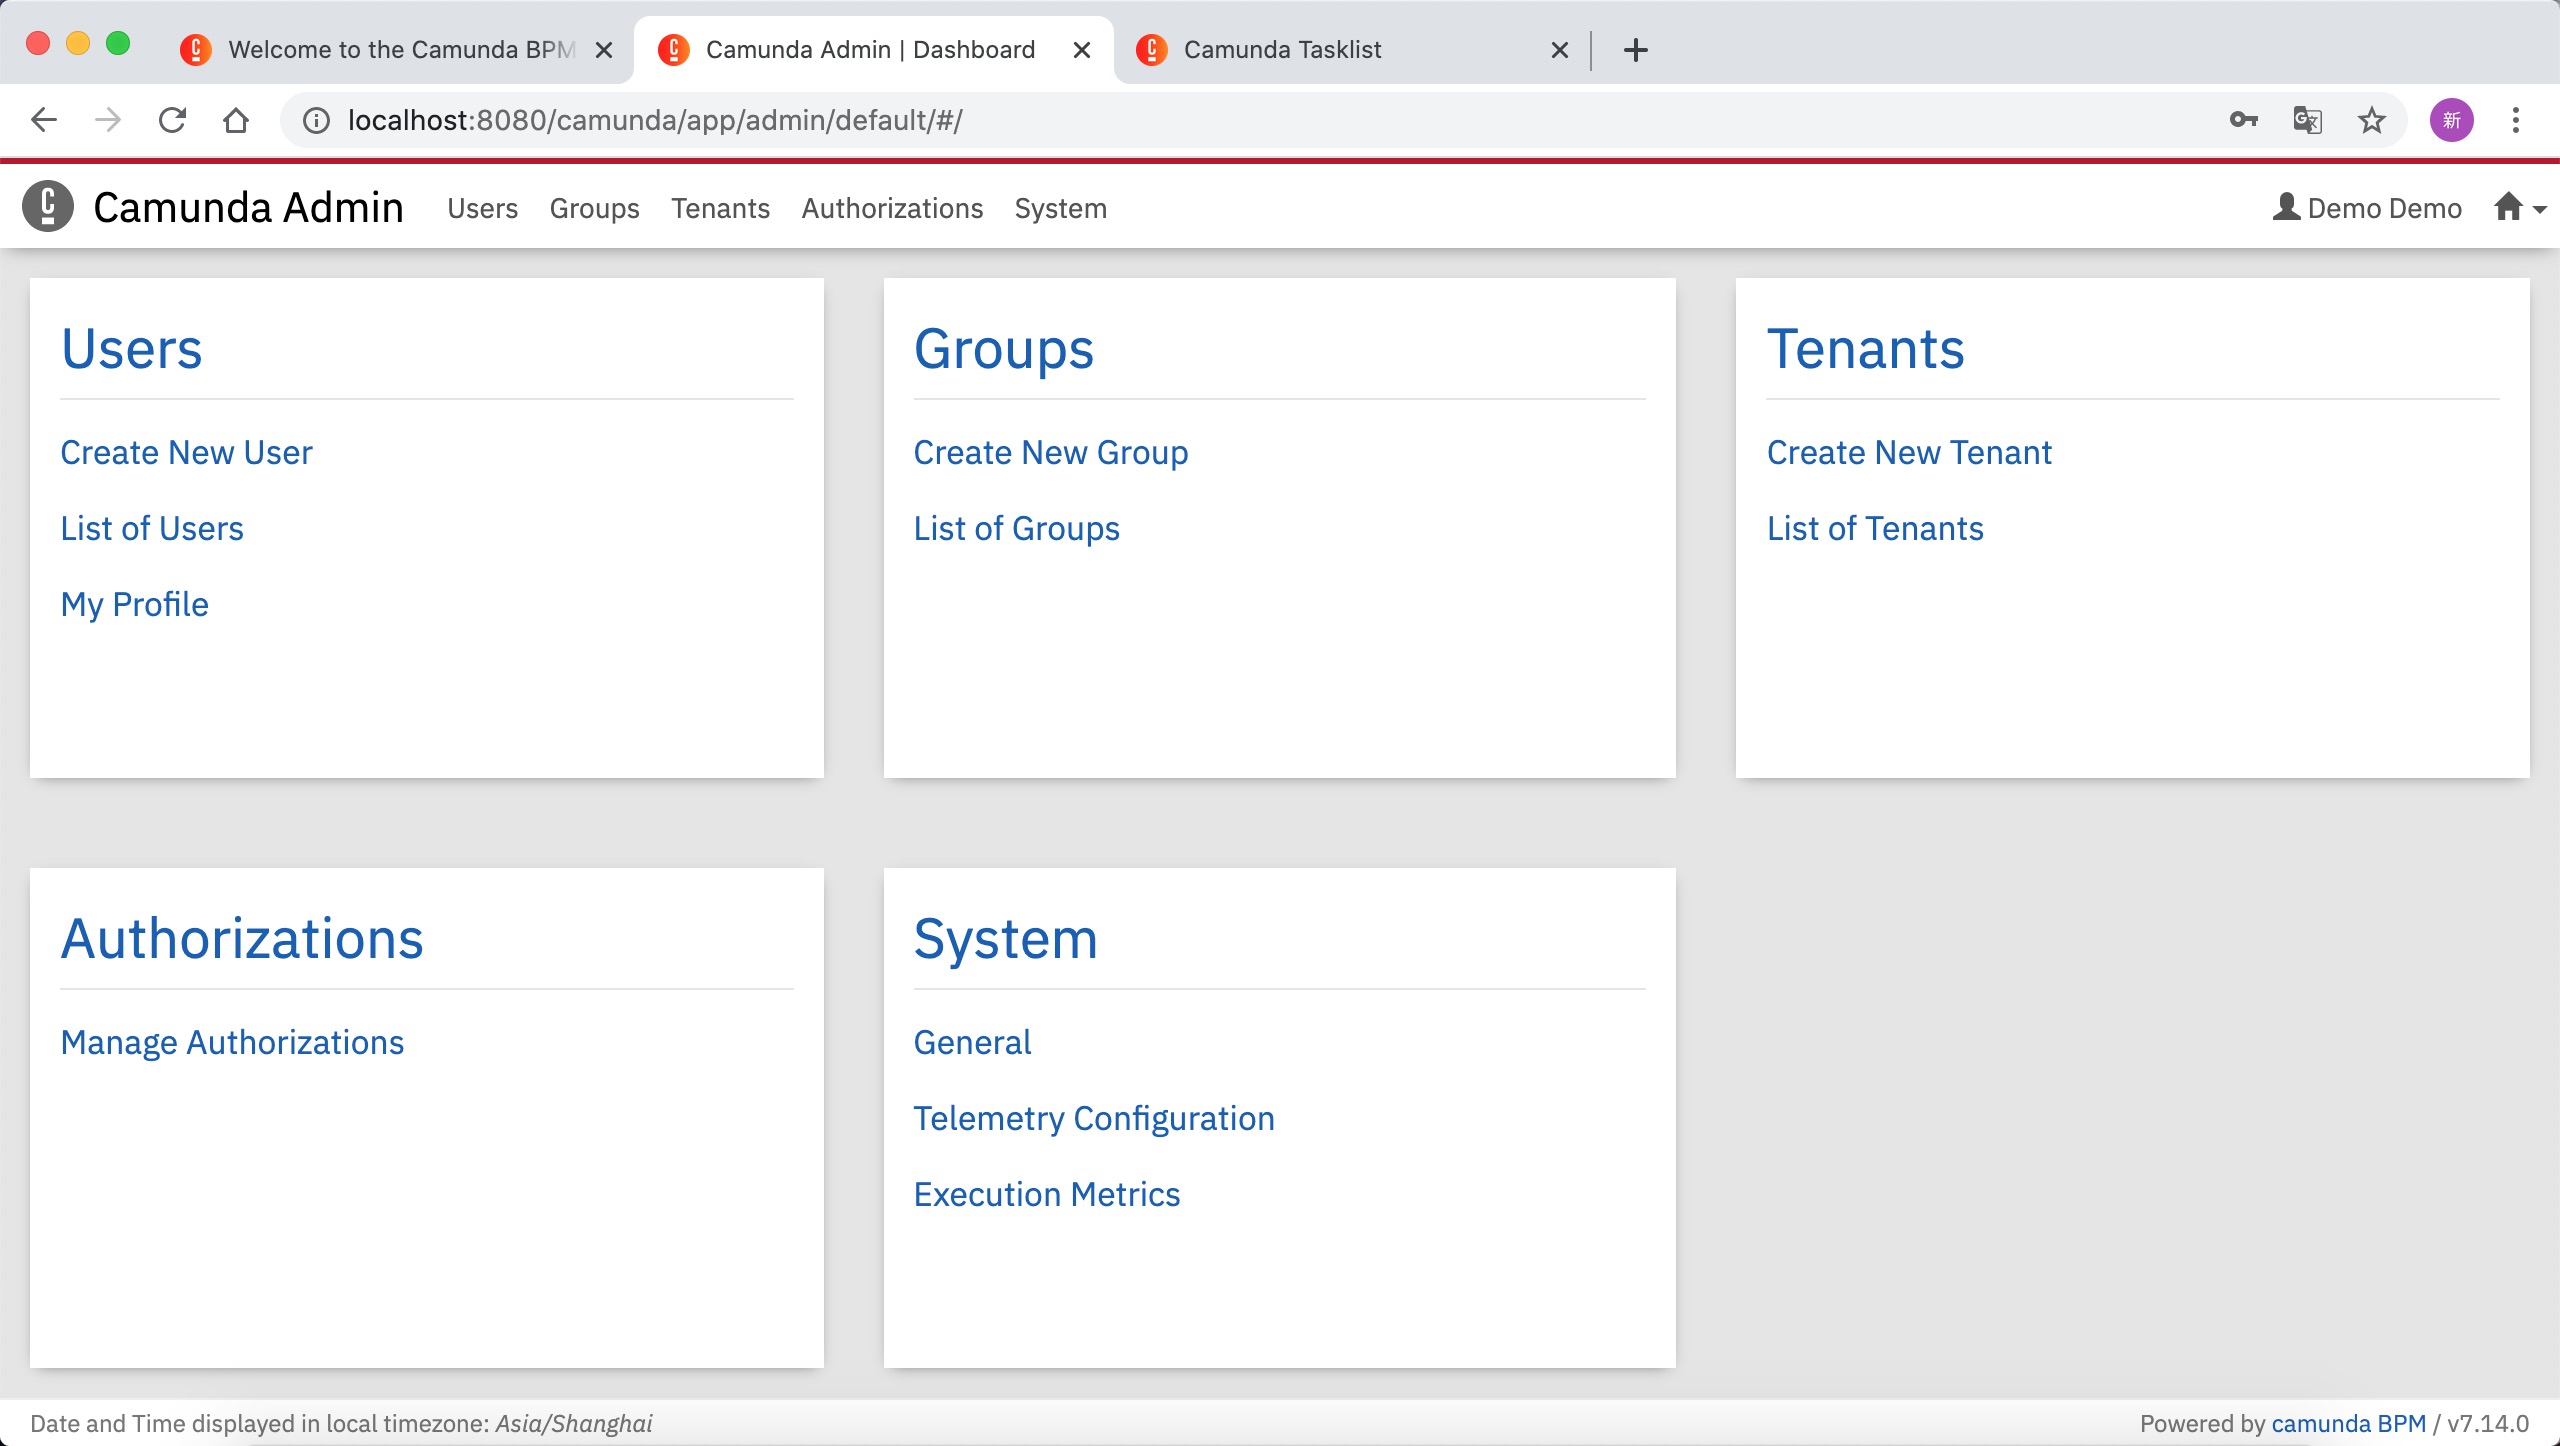 Welcome to the Camunda BPM
Camunda Admin | Dashboard
Camunda Tasklist
localhost:8080/camunda/app/admin/default/#/
新
Camunda Admin
Users
Groups
Tenants
Authorizations
System
Demo Demo
Users
Create New User
List of Users
My Profile
Groups
Create New Group
List of Groups
Tenants
Create New Tenant
List of Tenants
Authorizations
Manage Authorizations
System
General
Telemetry Configuration
Execution Metrics
Date and Time displayed in local timezone: Asia/Shanghai
Powered by camunda BPM / v7.14.0